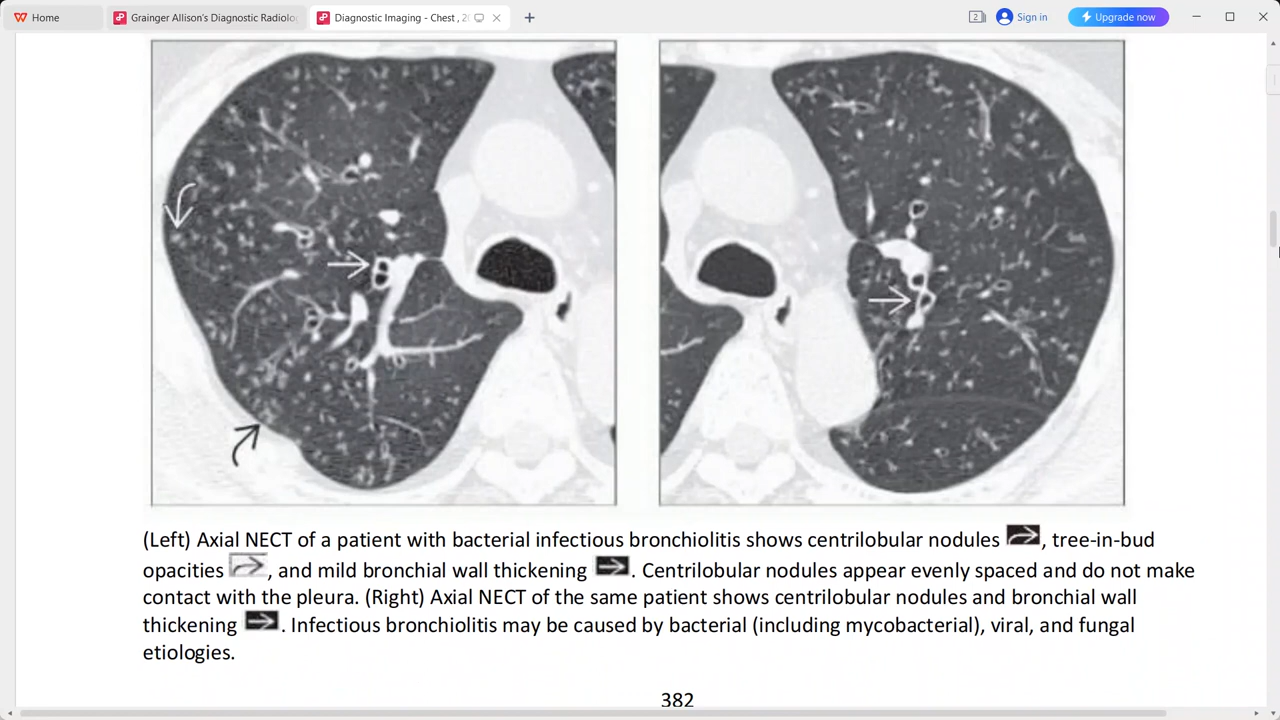 Home
Grainger Allison's Diagnostic Radiolo
Diagnostic Imaging - Chest , 2
2
Sign in
Upgrade now
(Left) Axial NECT of a patient with bacterial infectious bronchiolitis shows centrilobular nodules , tree-in-bud
opacities , and mild bronchial wall thickening . Centrilobular nodules appear evenly spaced and do not make
contact with the pleura. (Right) Axial NECT of the same patient shows centrilobular nodules and bronchial wall
thickening . Infectious bronchiolitis may be caused by bacterial (including mycobacterial), viral, and fungal
etiologies.
382